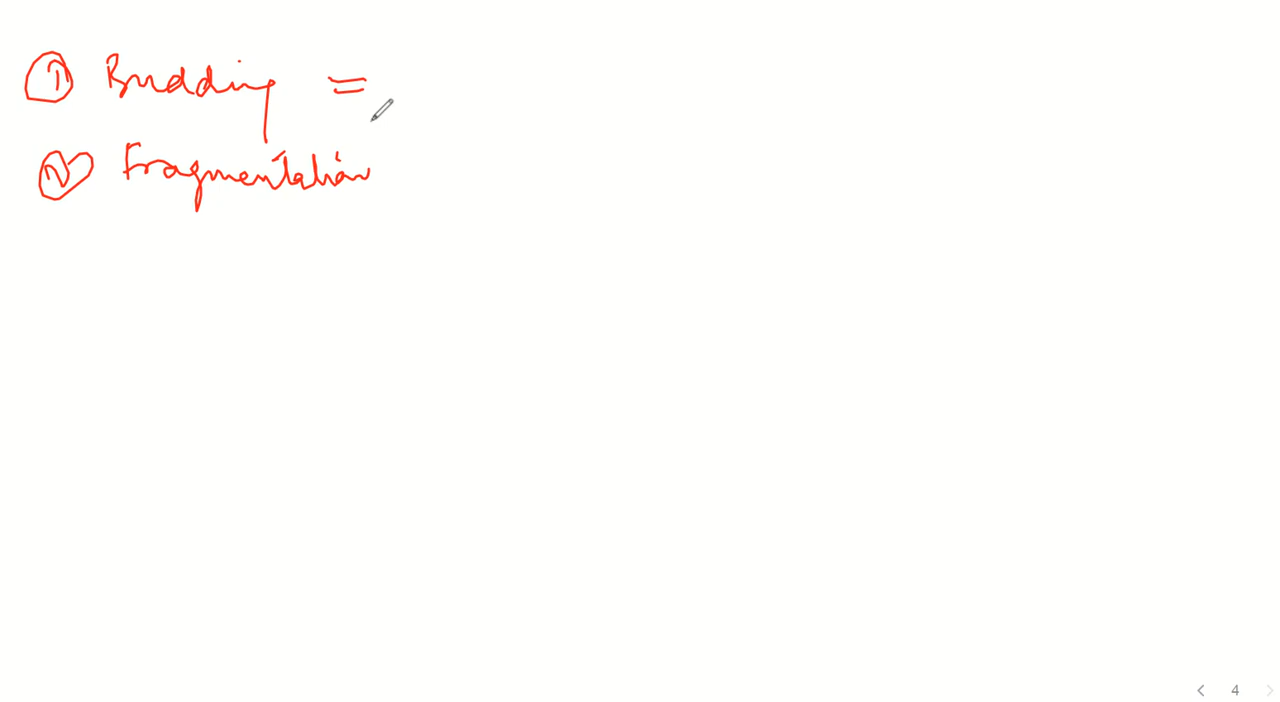 ① Budding =
② Fragmentation
4